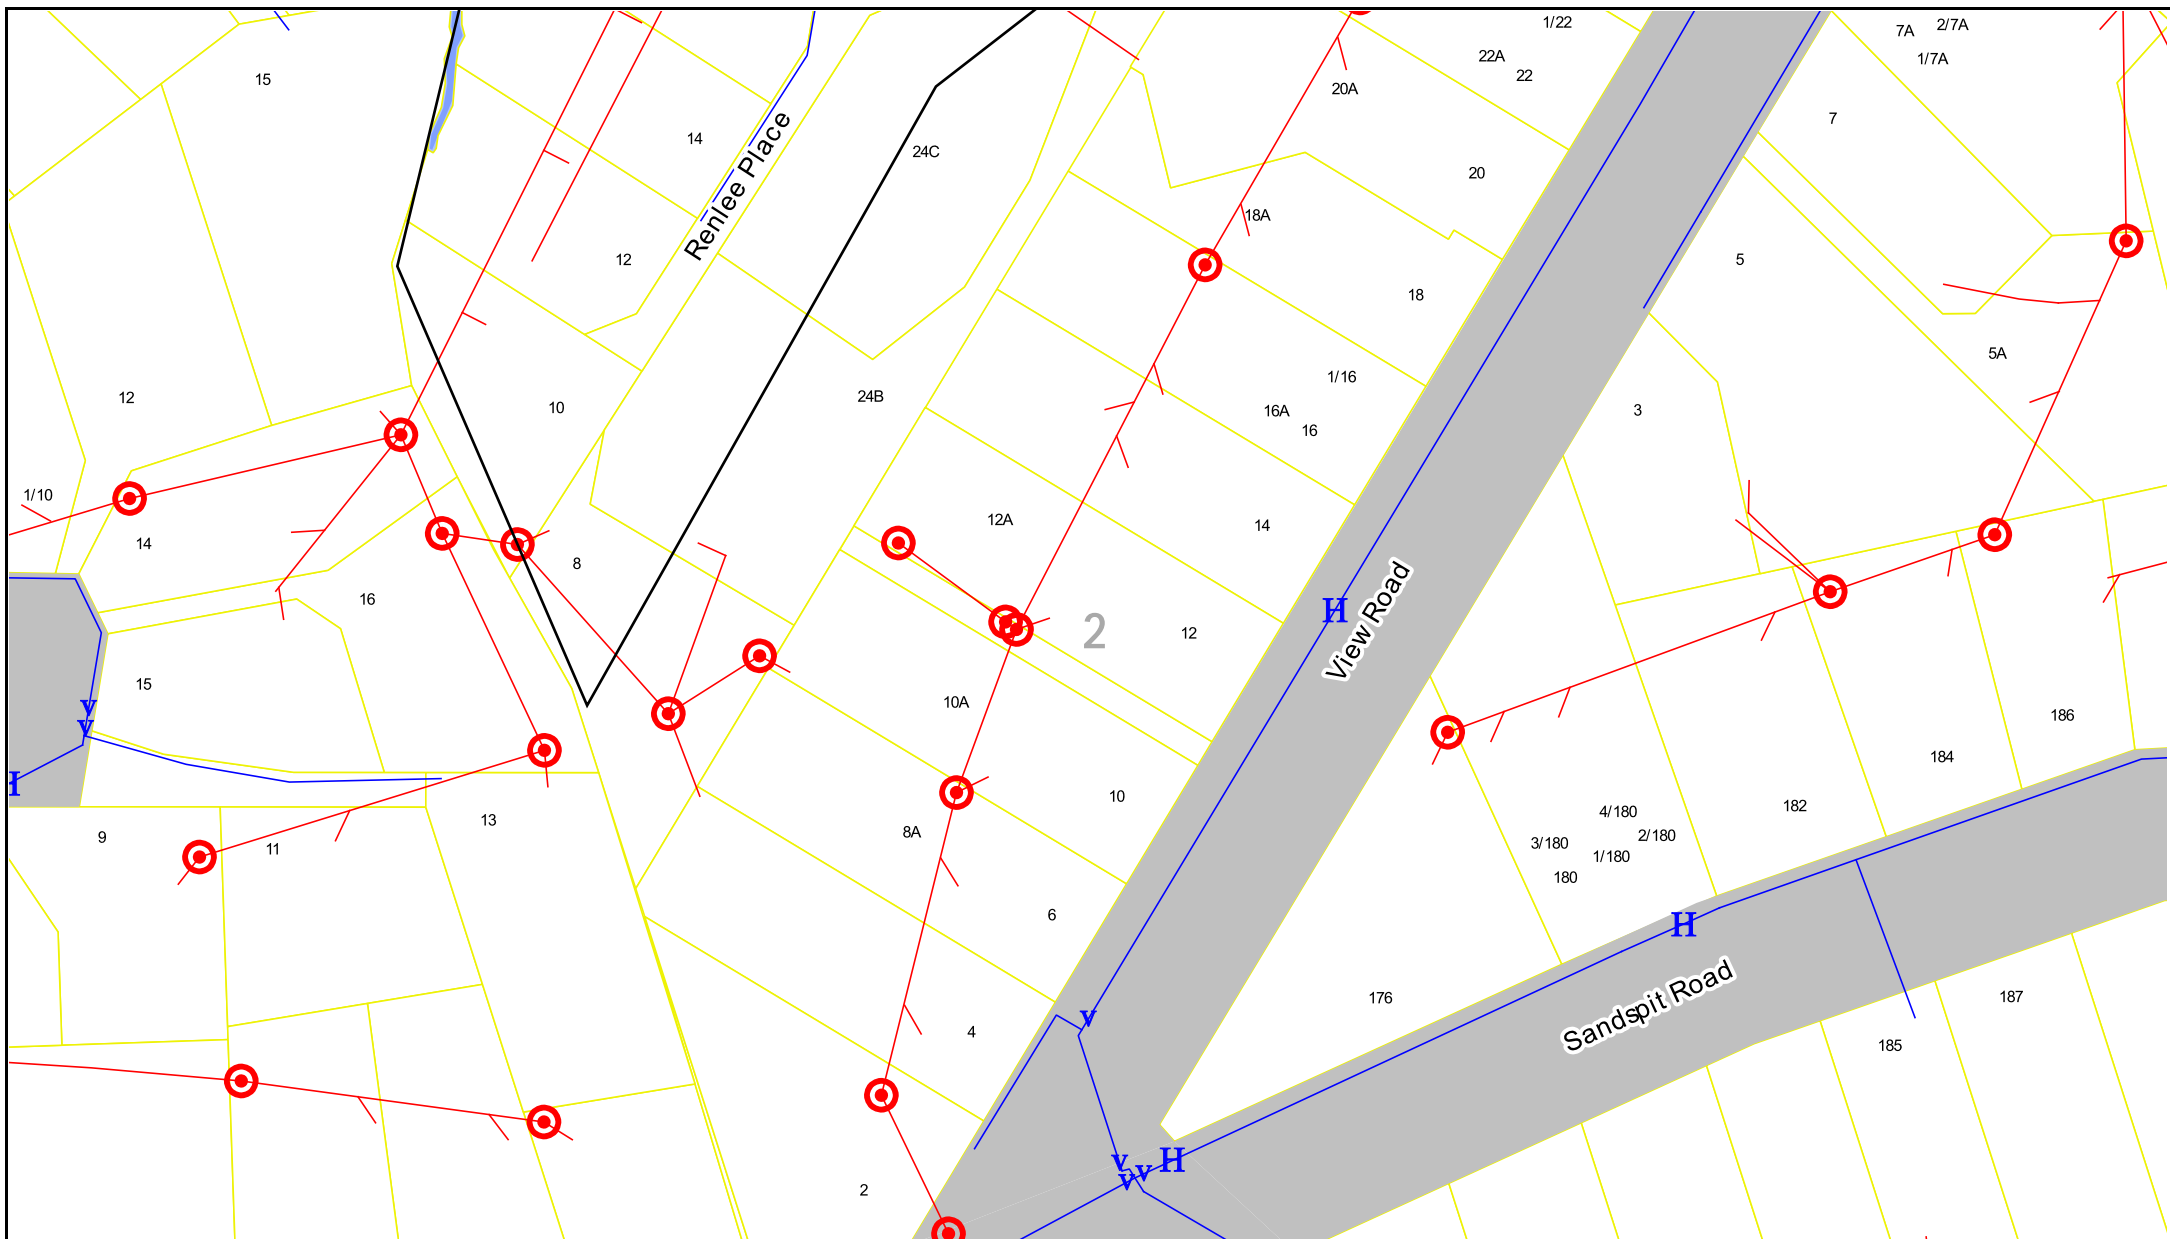 1/22
7A
2/7A
22A
1/7A
22
15
20A
7
14
24C
20
Renlee Place
18A
12
5
18
5A
1/16
12
24B
10
16A
3
16
1/10
12A
14
14
8
16
H
2
12
View Road
15
10A
v
186
v
184
H
10
182
4/180
13
8A
2/180
9
3/180
11
1/180
180
6
H
176
187
v
Sandspit Road
4
185
v
H
v
v
2